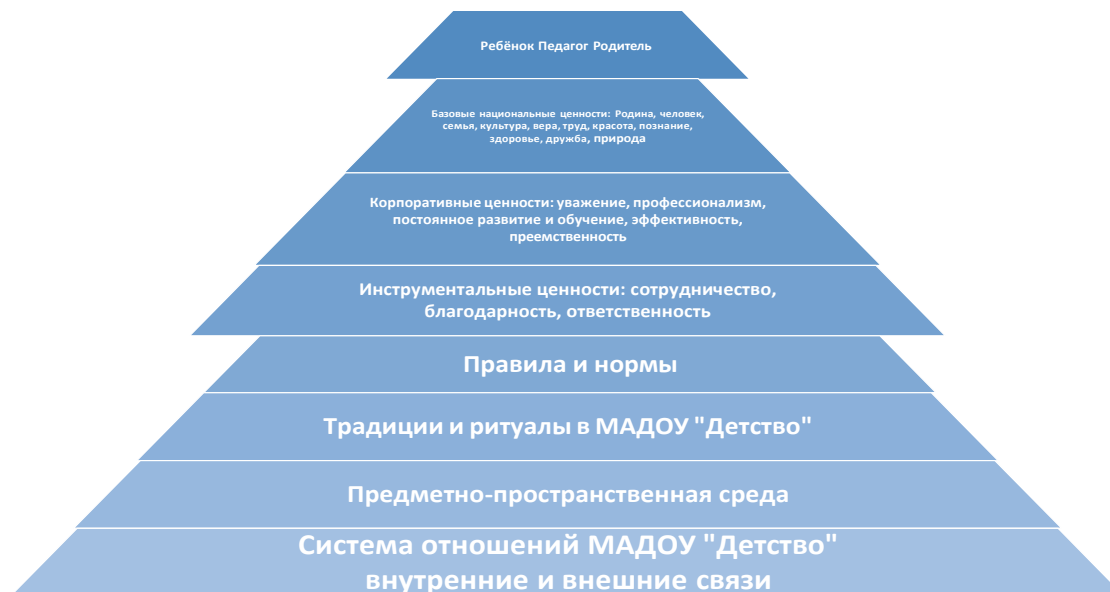 Ребёнок Педагог Родитель
Базовые национальные ценности: Родина, человек,
семья, культура, вера, труд, красота, познание,
здоровье, дружба, природа
Корпоративные ценности: уважение, профессионализм,
постоянное развитие и обучение, эффективность,
преемственность
Инструментальные ценности: сотрудничество,
благодарность, ответственность
Правила и нормы
Традиции и ритуалы в МАДОУ "Детство"
Предметно-пространственная среда
Система отношений МАДОУ "Детство"
внутренние и внешние связи